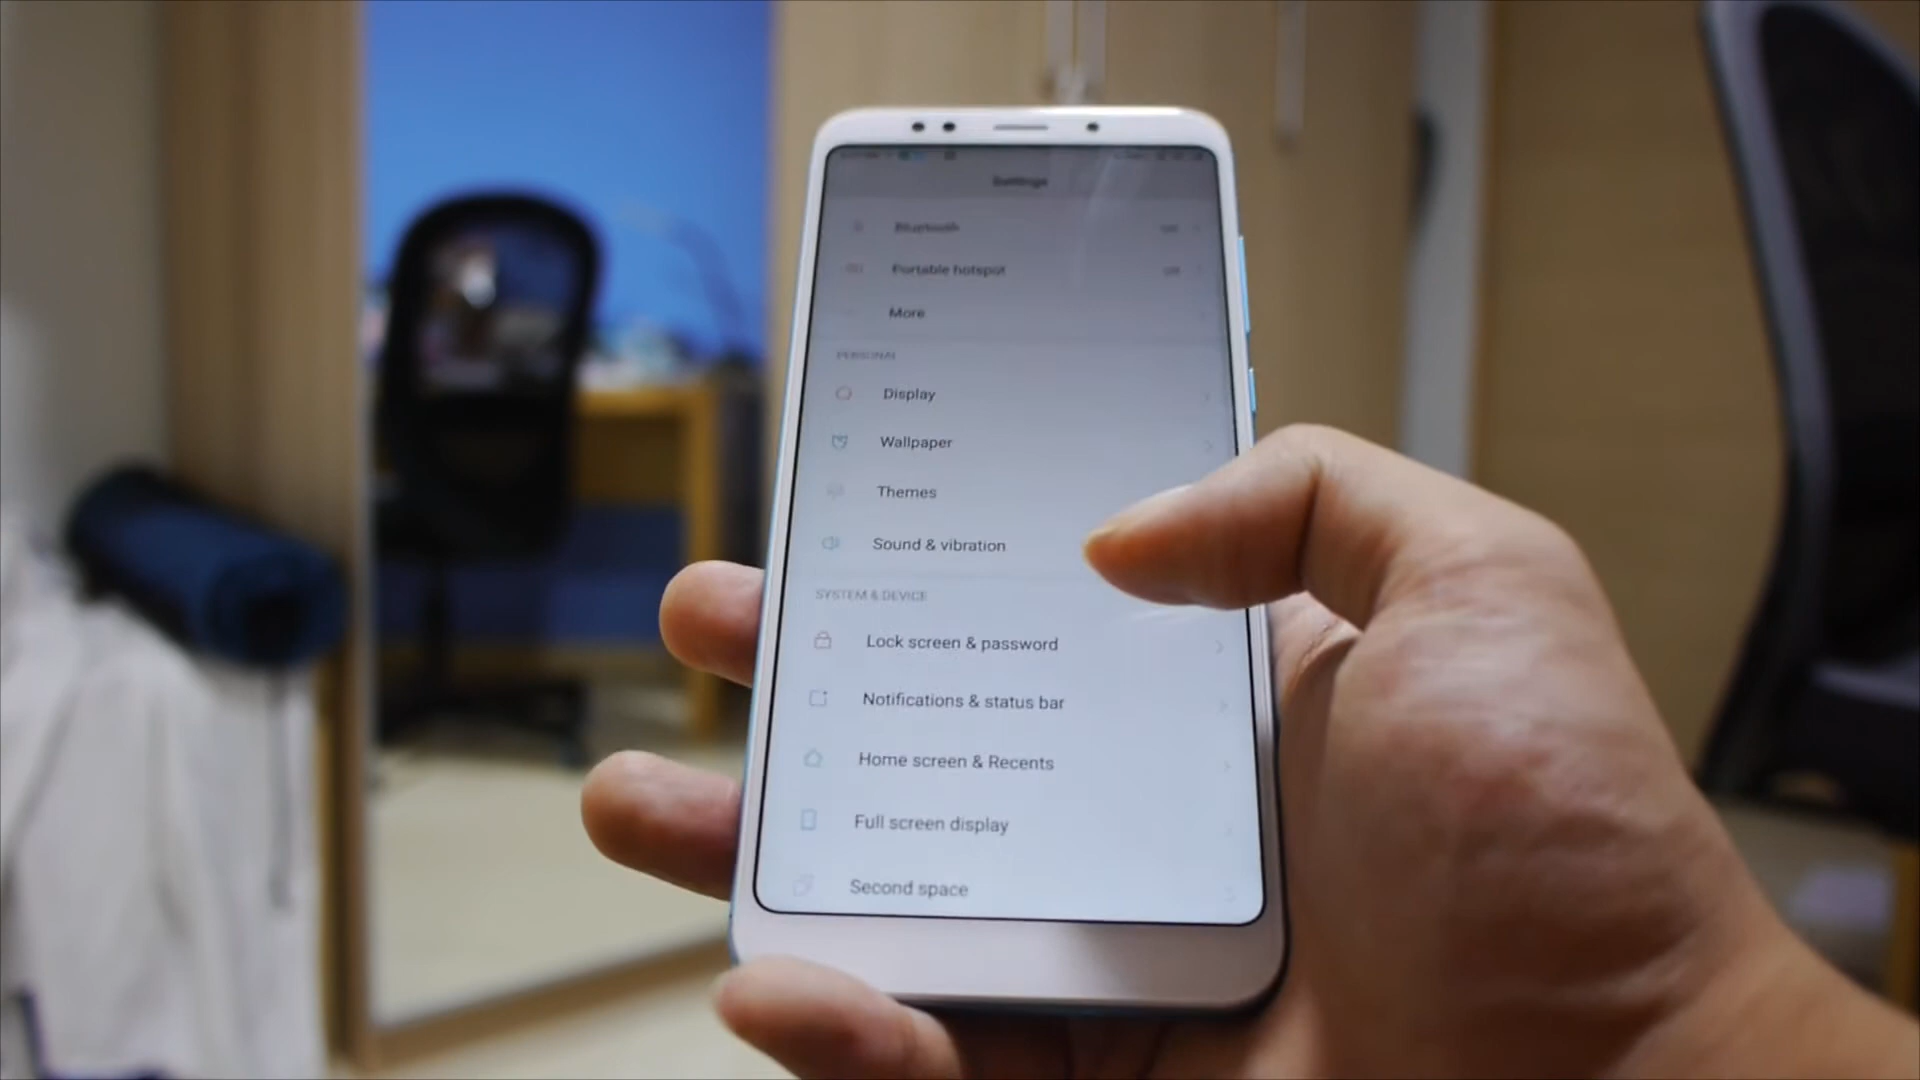 Settings
Bluetooth
Portable hotspot Off
More
PERSONAL
Display
Wallpaper
Themes
Sound & vibration
SYSTEM & DEVICE
Lock screen & password
Notifications & status bar
Home screen & Recents
Full screen display
Second space